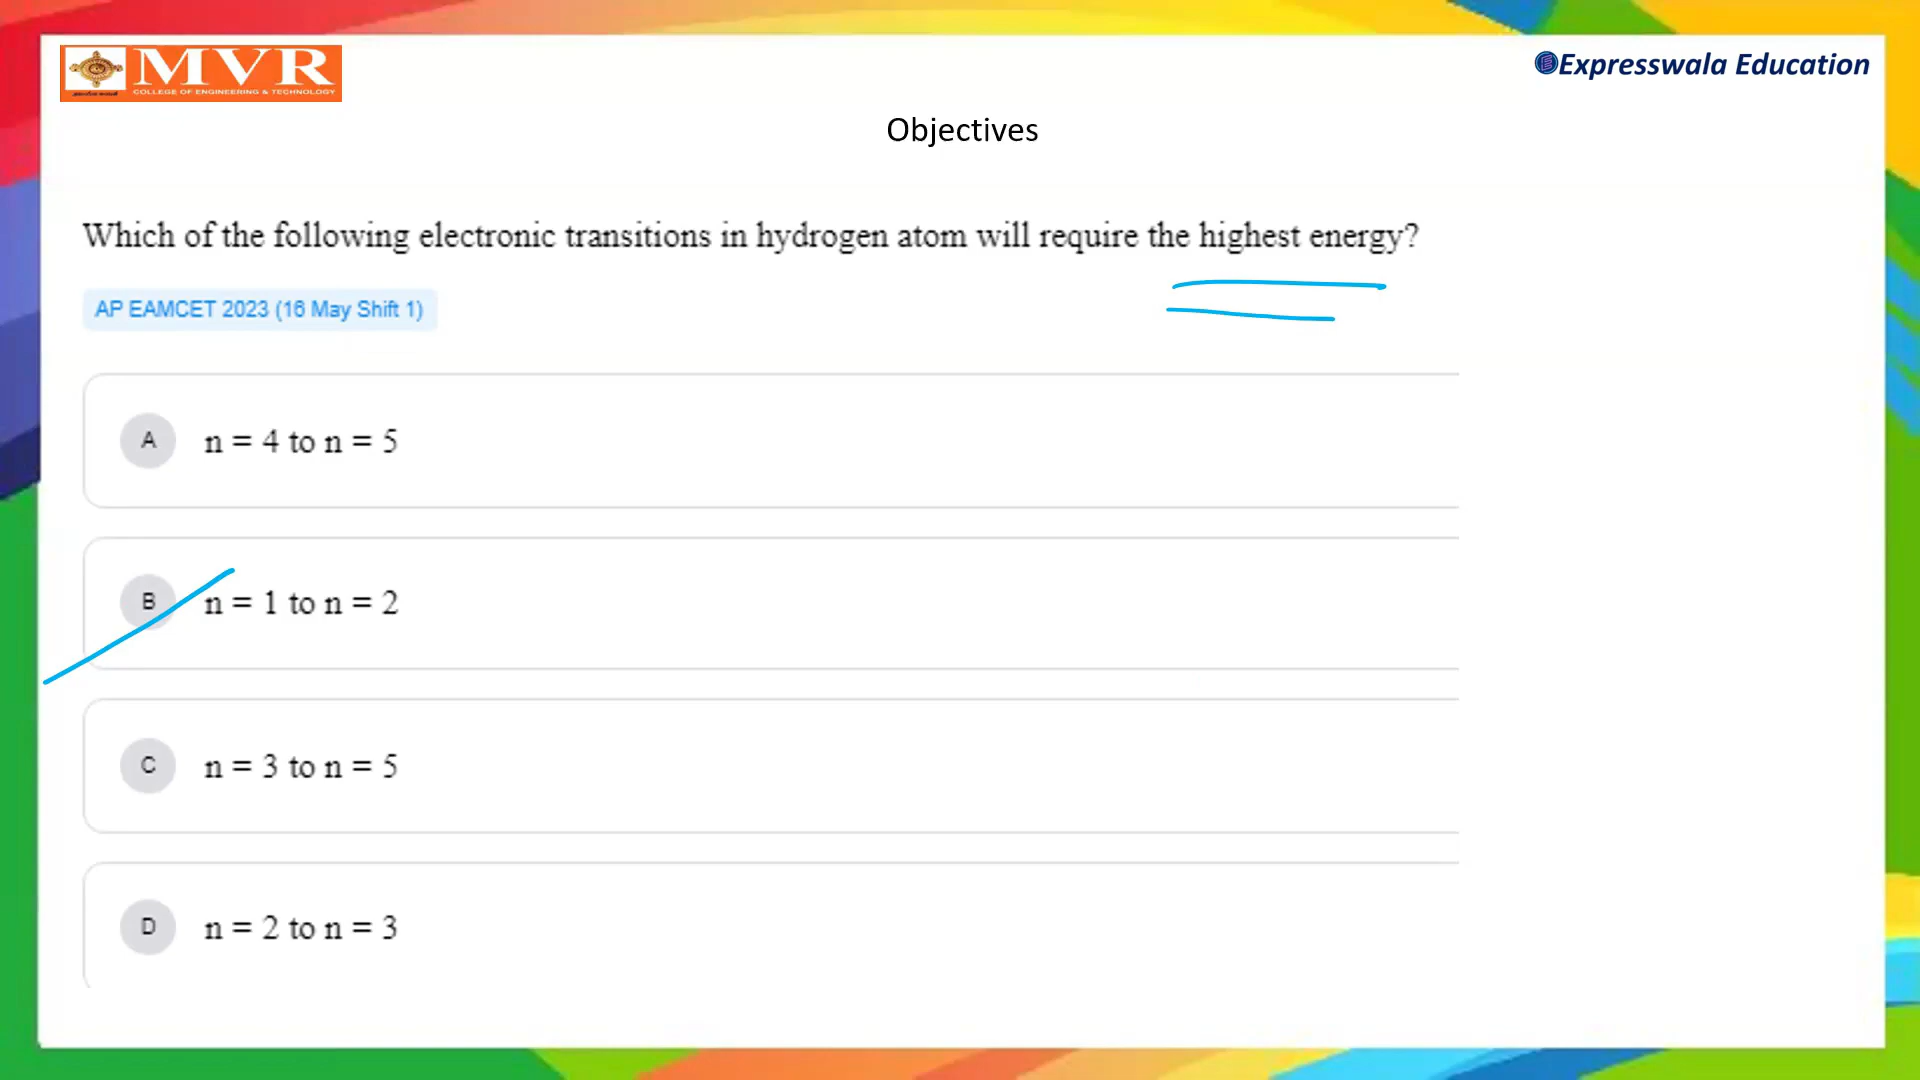 MVR
COLLEGE OF ENGINEERING & TECHNOLOGY
Expresswala Education
Objectives
Which of the following electronic transitions in hydrogen atom will require the highest energy?
AP EAMCET 2023 (16 May Shift 1)
A n = 4 to n = 5
B n = 1 to n = 2
C n = 3 to n = 5
D n = 2 to n = 3